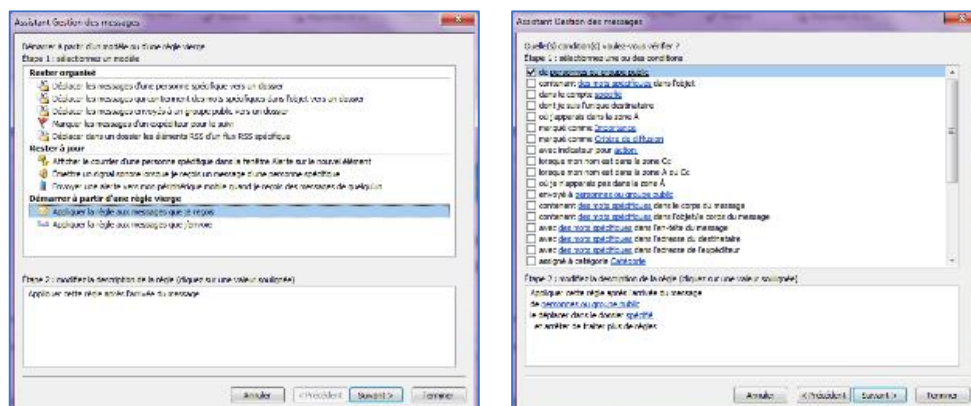 Assistant Gestion des messages
Démarrer à partir d'un modèle ou d'une règle vierge
Étape 1 : sélectionnez un modèle
Rester organisé
Déplacer les messages d'une personne spécifique vers un dossier
Déplacer les messages qui contiennent des mots spécifiques dans l'objet vers un dossier
Déplacer les messages envoyés à un groupe public vers un dossier
Marquer les messages d'un expéditeur pour le suivi
Déplacer dans un dossier les éléments RSS d'un flux RSS spécifique
Rester à jour
Afficher le courrier d'une personne spécifique dans la fenêtre Alerte sur le nouvel élément
Émettre un signal sonore lorsque je reçois un message d'une personne spécifique
Envoyer une alerte vers mon périphérique mobile quand je reçois des messages de quelqu'un
Démarrer à partir d'une règle vierge
Appliquer la règle aux messages que je reçois
Appliquer la règle aux messages que j'envoie
Étape 2 : modifiez la description de la règle (cliquez sur une valeur soulignée)
Appliquer cette règle après l'arrivée du message
Annuler
< Précédent
Suivant >
Terminer
Assistant Gestion des messages
Quelle(s) condition(s) voulez-vous vérifier ?
Étape 1 : sélectionnez une ou des conditions
de personnes ou groupe public
contenant des mots spécifiques dans l'objet
dans le compte spécifié
dont je suis l'unique destinataire
où j'apparais dans la zone À
marqué comme Importance
marqué comme Critère de diffusion
avec indicateur pour action
lorsque mon nom est dans la zone Cc
lorsque mon nom est dans la zone À ou Cc
où je n'apparais pas dans la zone À
envoyé à personnes ou groupe public
contenant des mots spécifiques dans le corps du message
contenant des mots spécifiques dans l'objet/le corps du message
avec des mots spécifiques dans l'en-tête du message
avec des mots spécifiques dans l'adresse du destinataire
avec des mots spécifiques dans l'adresse de l'expéditeur
assigné à catégorie Catégorie
Étape 2 : modifiez la description de la règle (cliquez sur une valeur soulignée)
Appliquer cette règle après l'arrivée du message
de personnes ou groupe public
le déplacer dans le dossier spécifié
et arrêter de traiter plus de règles
Annuler
< Précédent
Suivant >
Terminer